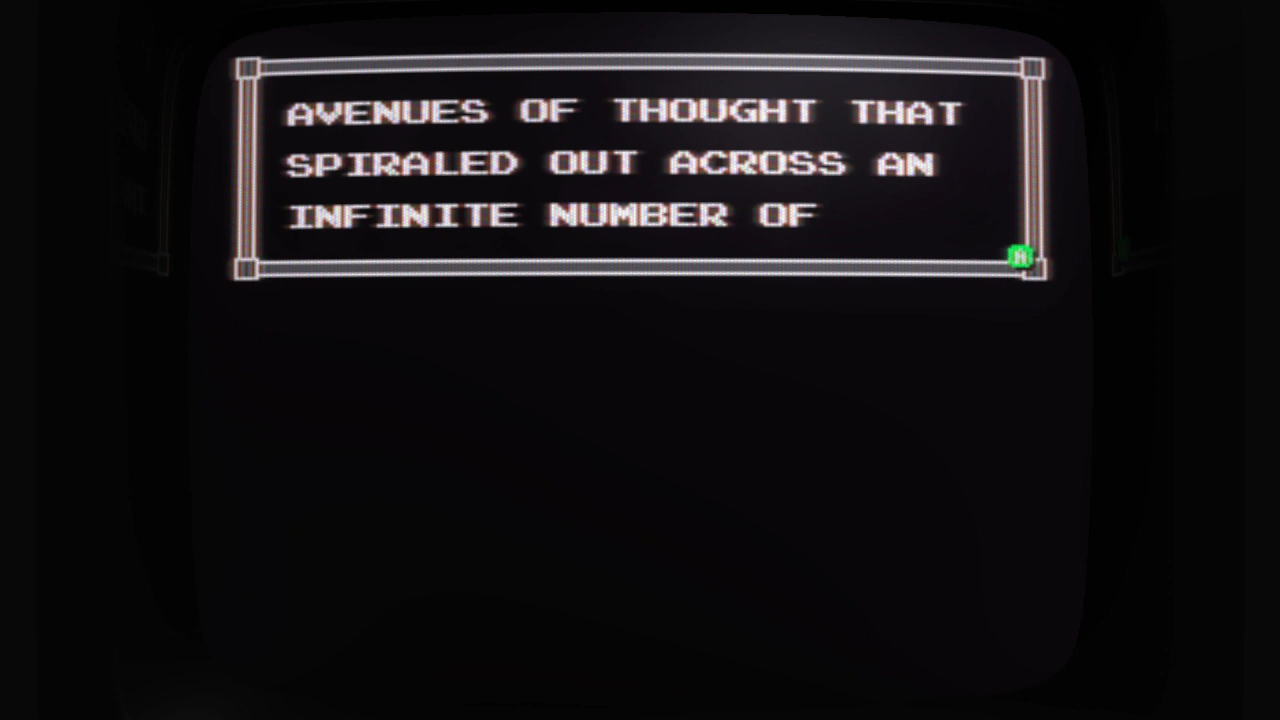 AVENUES OF THOUGHT THAT
SPIRALED OUT ACROSS AN
INFINITE NUMBER OF
A